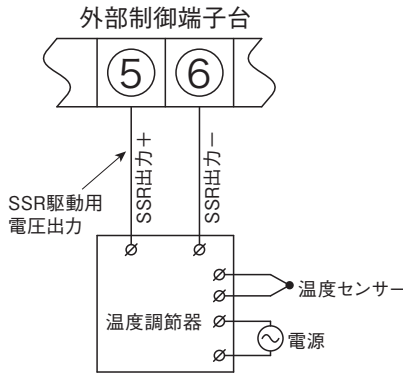 外部制御端子台
⑤ ⑥
SSR出力＋
SSR出力－
SSR駆動用
電圧出力
温度センサー
温度調節器
電源